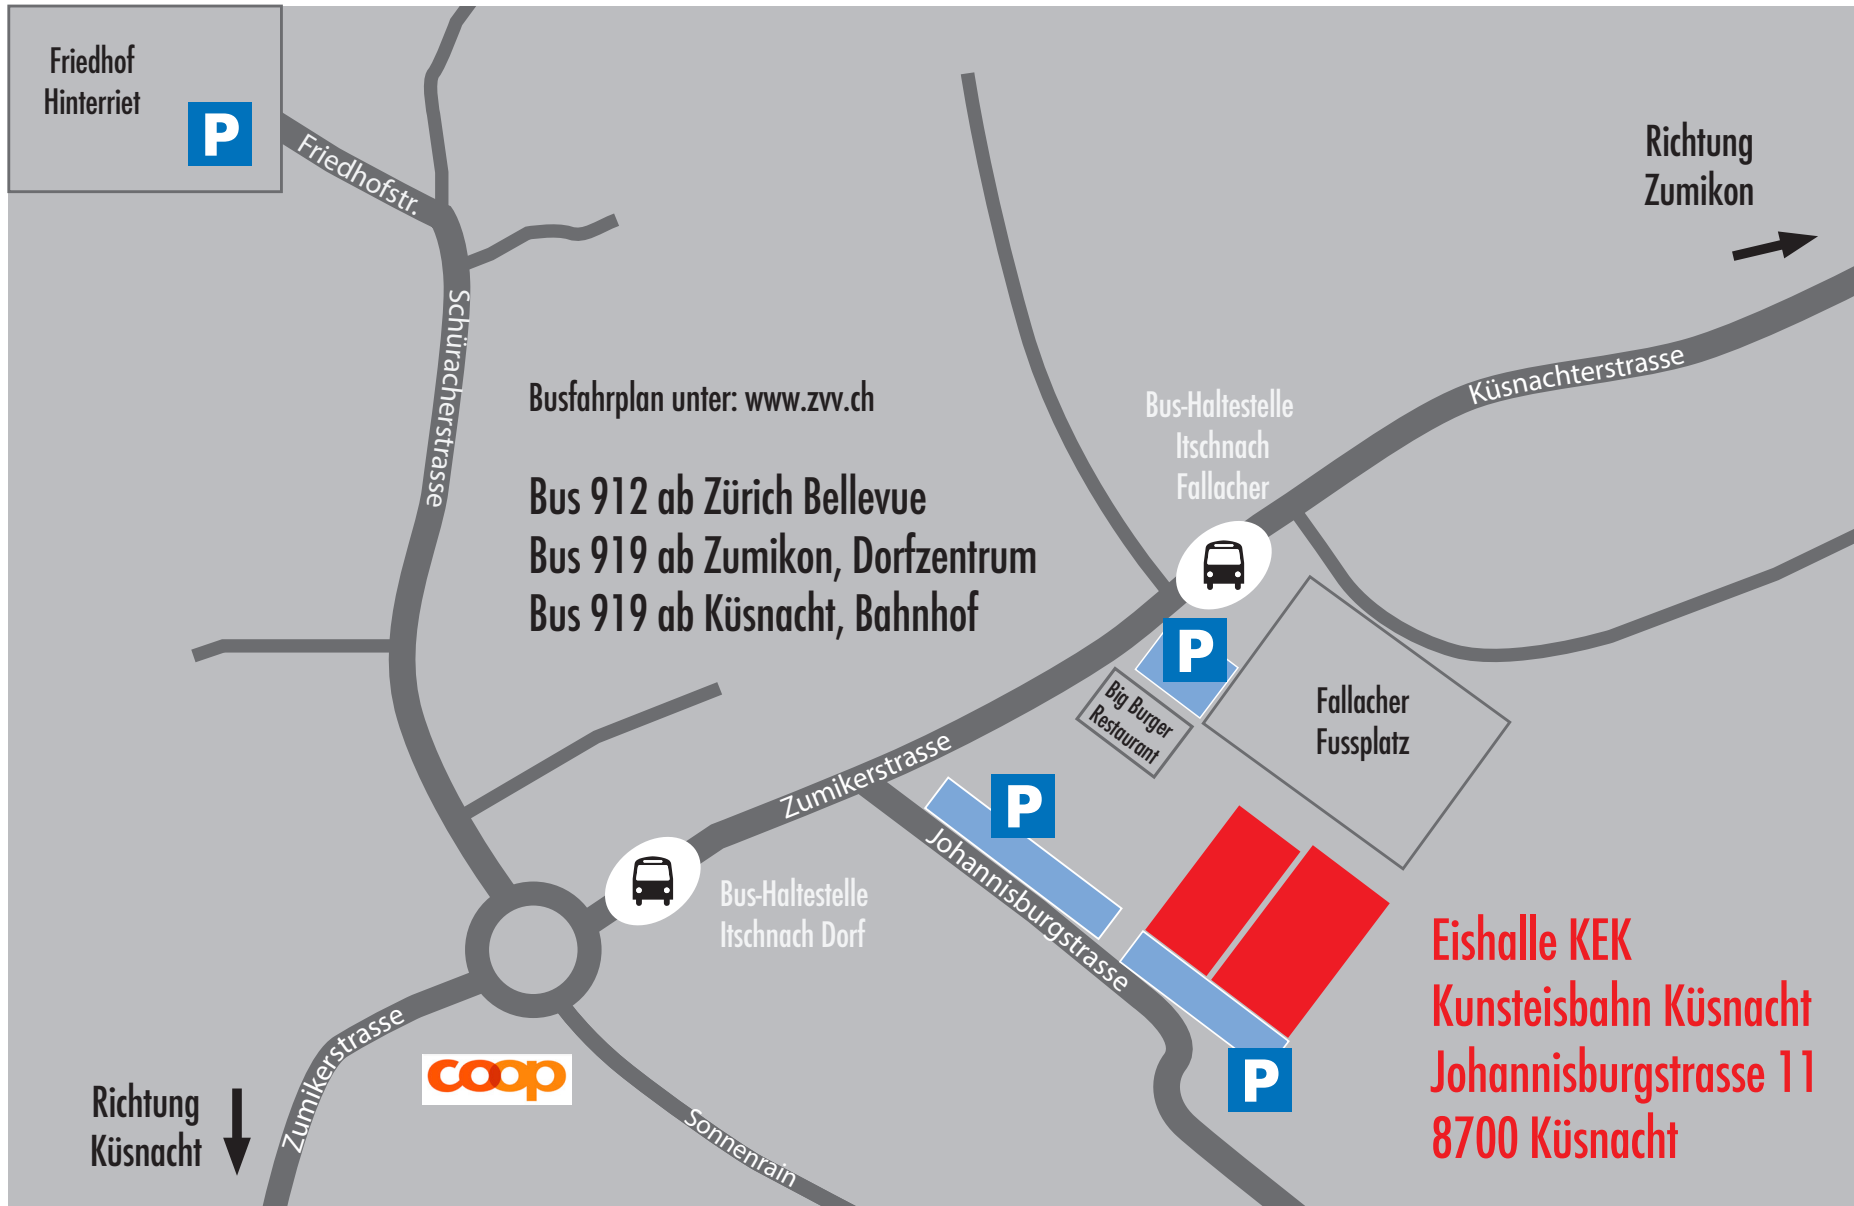 Friedhof
Hinterriet
P
Friedhofstr.
Richtung
Zumikon
Schüracherstrasse
Küsnachterstrasse
Busfahrplan unter: www.zvv.ch
Bus-Haltestelle
Itschnach
Fallacher
Bus 912 ab Zürich Bellevue
Bus 919 ab Zumikon, Dorfzentrum
Bus 919 ab Küsnacht, Bahnhof
P
Big Burger
Restaurant
Fallacher
Fussplatz
Zumikerstrasse
P
Johannisburgstrasse
Bus-Haltestelle
Itschnach Dorf
Eishalle KEK
Kunsteisbahn Küsnacht
Johannisburgstrasse 11
8700 Küsnacht
P
Zumikerstrasse
coop
Richtung
Küsnacht
Sonnenrain